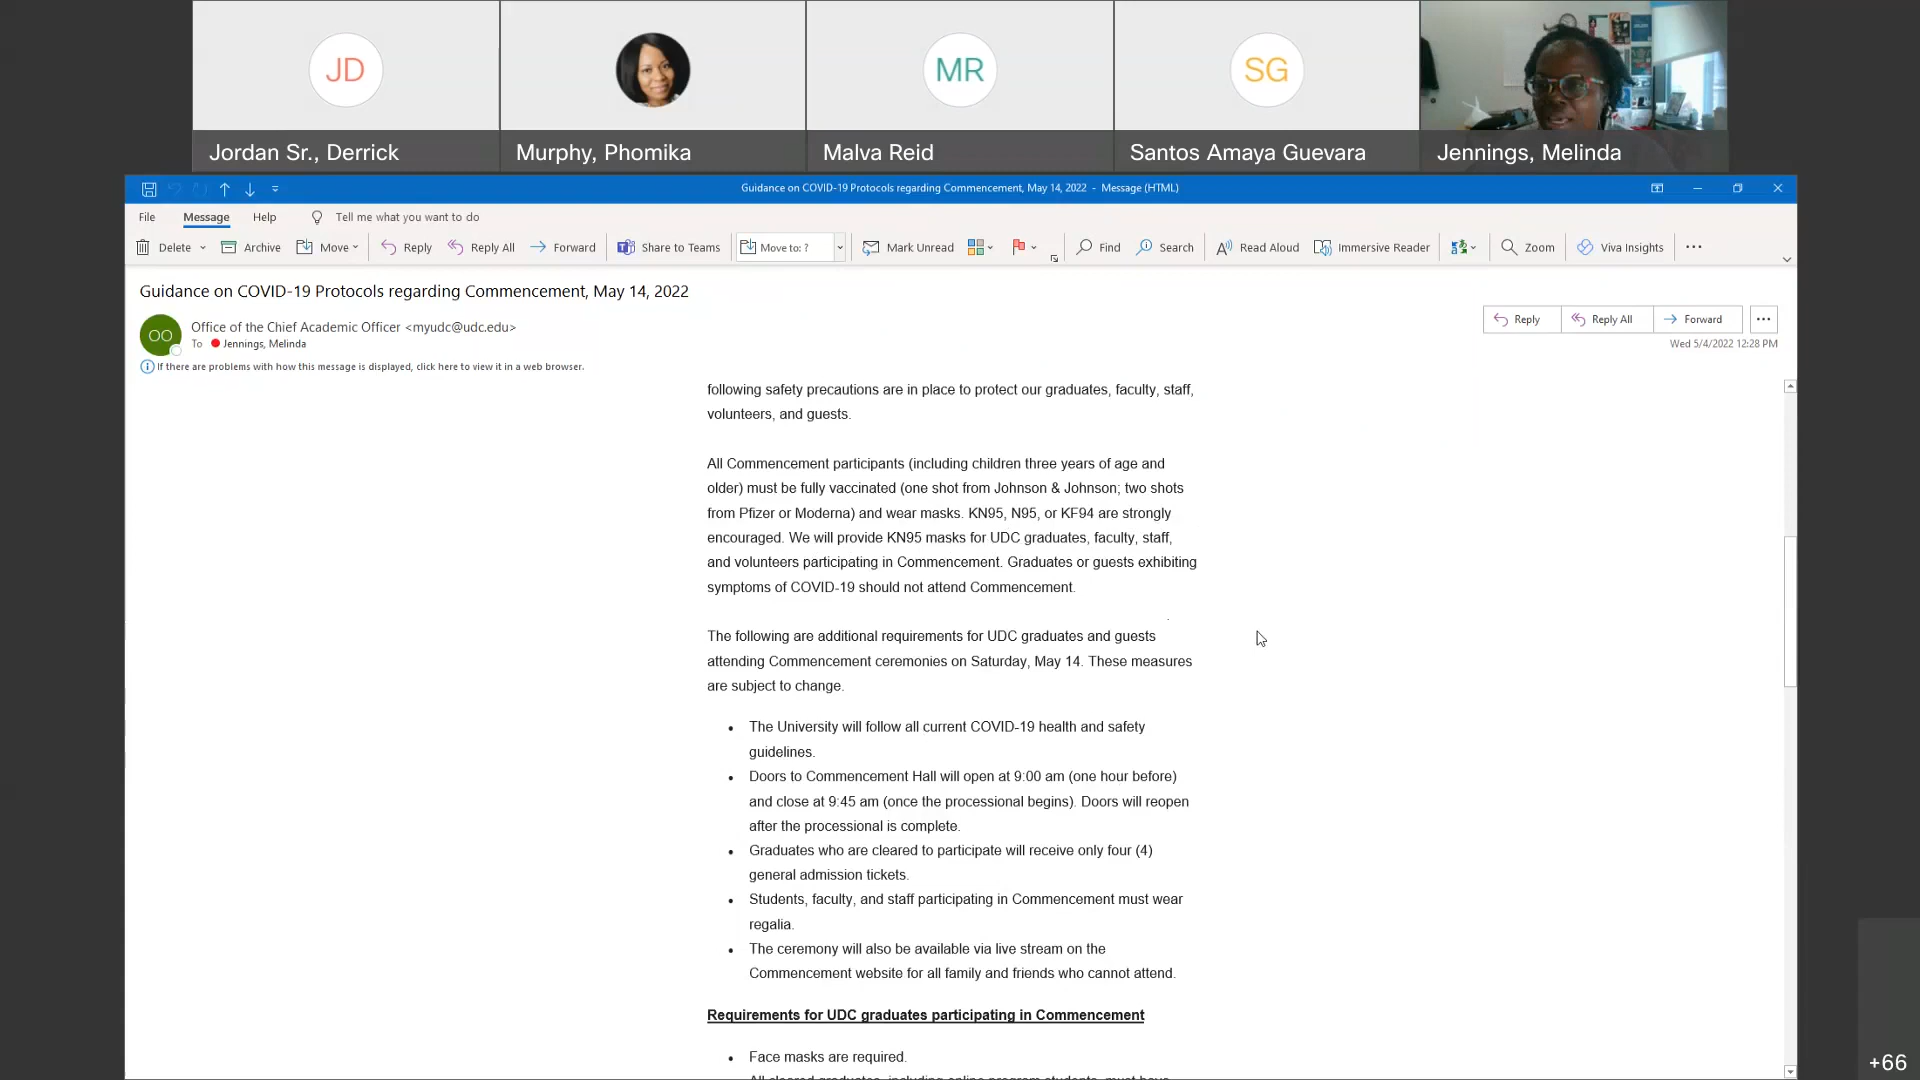 JD
MR
SG
Jordan Sr., Derrick
Murphy, Phomika
Malva Reid
Santos Amaya Guevara
Jennings, Melinda
Guidance on COVID-19 Protocols regarding Commencement, May 14, 2022 - Message (HTML)
File Message Help Tell me what you want to do
Delete Archive Move Reply Reply All Forward Share to Teams Move to: ? Mark Unread Find Search Read Aloud Immersive Reader Zoom Viva Insights
Guidance on COVID-19 Protocols regarding Commencement, May 14, 2022
OO
Office of the Chief Academic Officer <myudc@udc.edu>
To Jennings, Melinda
Reply Reply All Forward
Wed 5/4/2022 12:28 PM
If there are problems with how this message is displayed, click here to view it in a web browser.
following safety precautions are in place to protect our graduates, faculty, staff,
volunteers, and guests.
All Commencement participants (including children three years of age and
older) must be fully vaccinated (one shot from Johnson & Johnson; two shots
from Pfizer or Moderna) and wear masks. KN95, N95, or KF94 are strongly
encouraged. We will provide KN95 masks for UDC graduates, faculty, staff,
and volunteers participating in Commencement. Graduates or guests exhibiting
symptoms of COVID-19 should not attend Commencement.
The following are additional requirements for UDC graduates and guests
attending Commencement ceremonies on Saturday, May 14. These measures
are subject to change.
• The University will follow all current COVID-19 health and safety
guidelines.
• Doors to Commencement Hall will open at 9:00 am (one hour before)
and close at 9:45 am (once the processional begins). Doors will reopen
after the processional is complete.
• Graduates who are cleared to participate will receive only four (4)
general admission tickets.
• Students, faculty, and staff participating in Commencement must wear
regalia.
• The ceremony will also be available via live stream on the
Commencement website for all family and friends who cannot attend.
Requirements for UDC graduates participating in Commencement
• Face masks are required.
All cleared graduates, including online program students, must have
+66